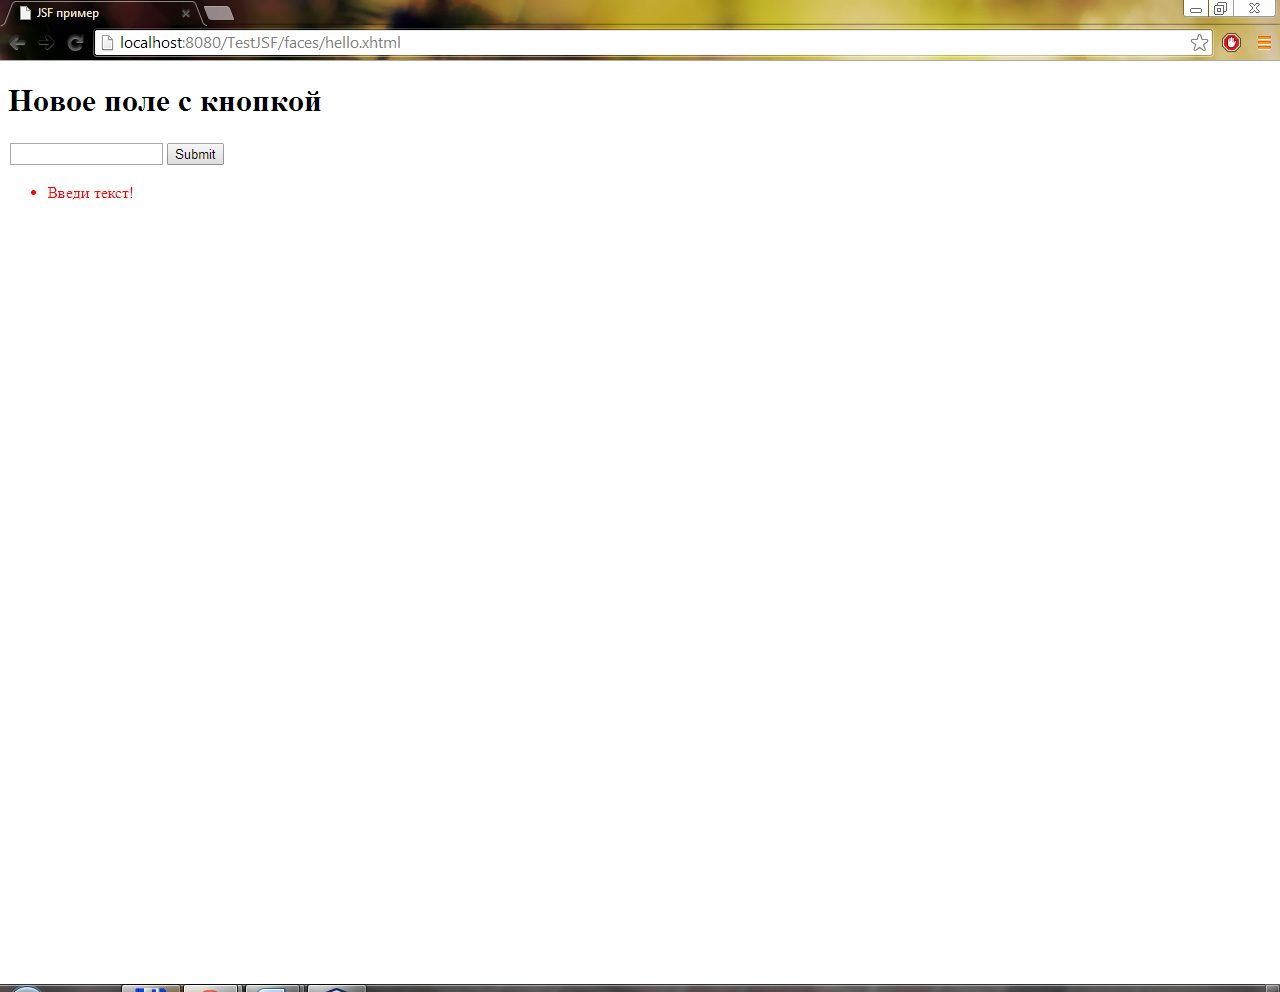 JSF пример
localhost:8080/TestJSF/faces/hello.xhtml
Новое поле с кнопкой
Submit
Введи текст!